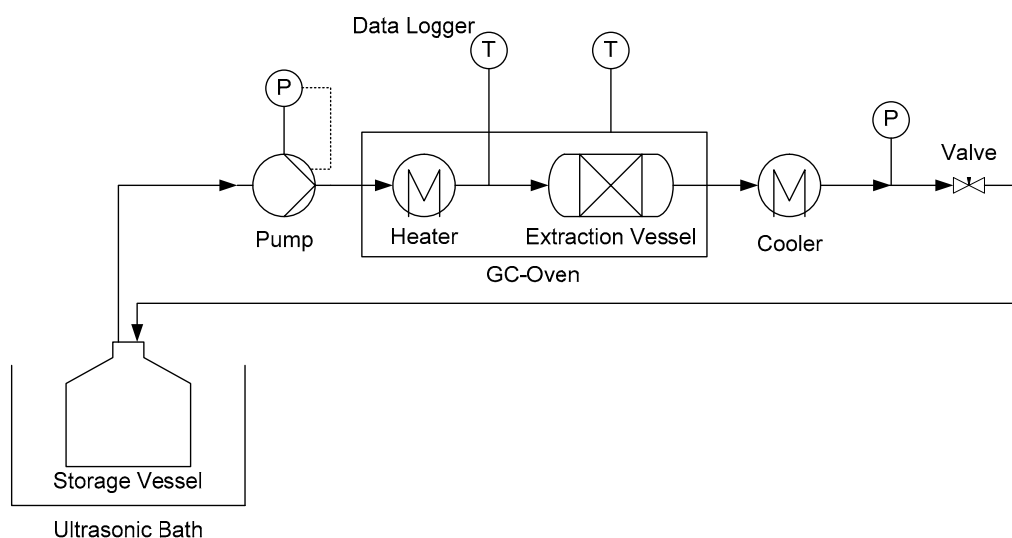 Data Logger
T
T
P
P
Valve
Pump
Heater
Extraction Vessel
Cooler
GC-Oven
Storage Vessel
Ultrasonic Bath